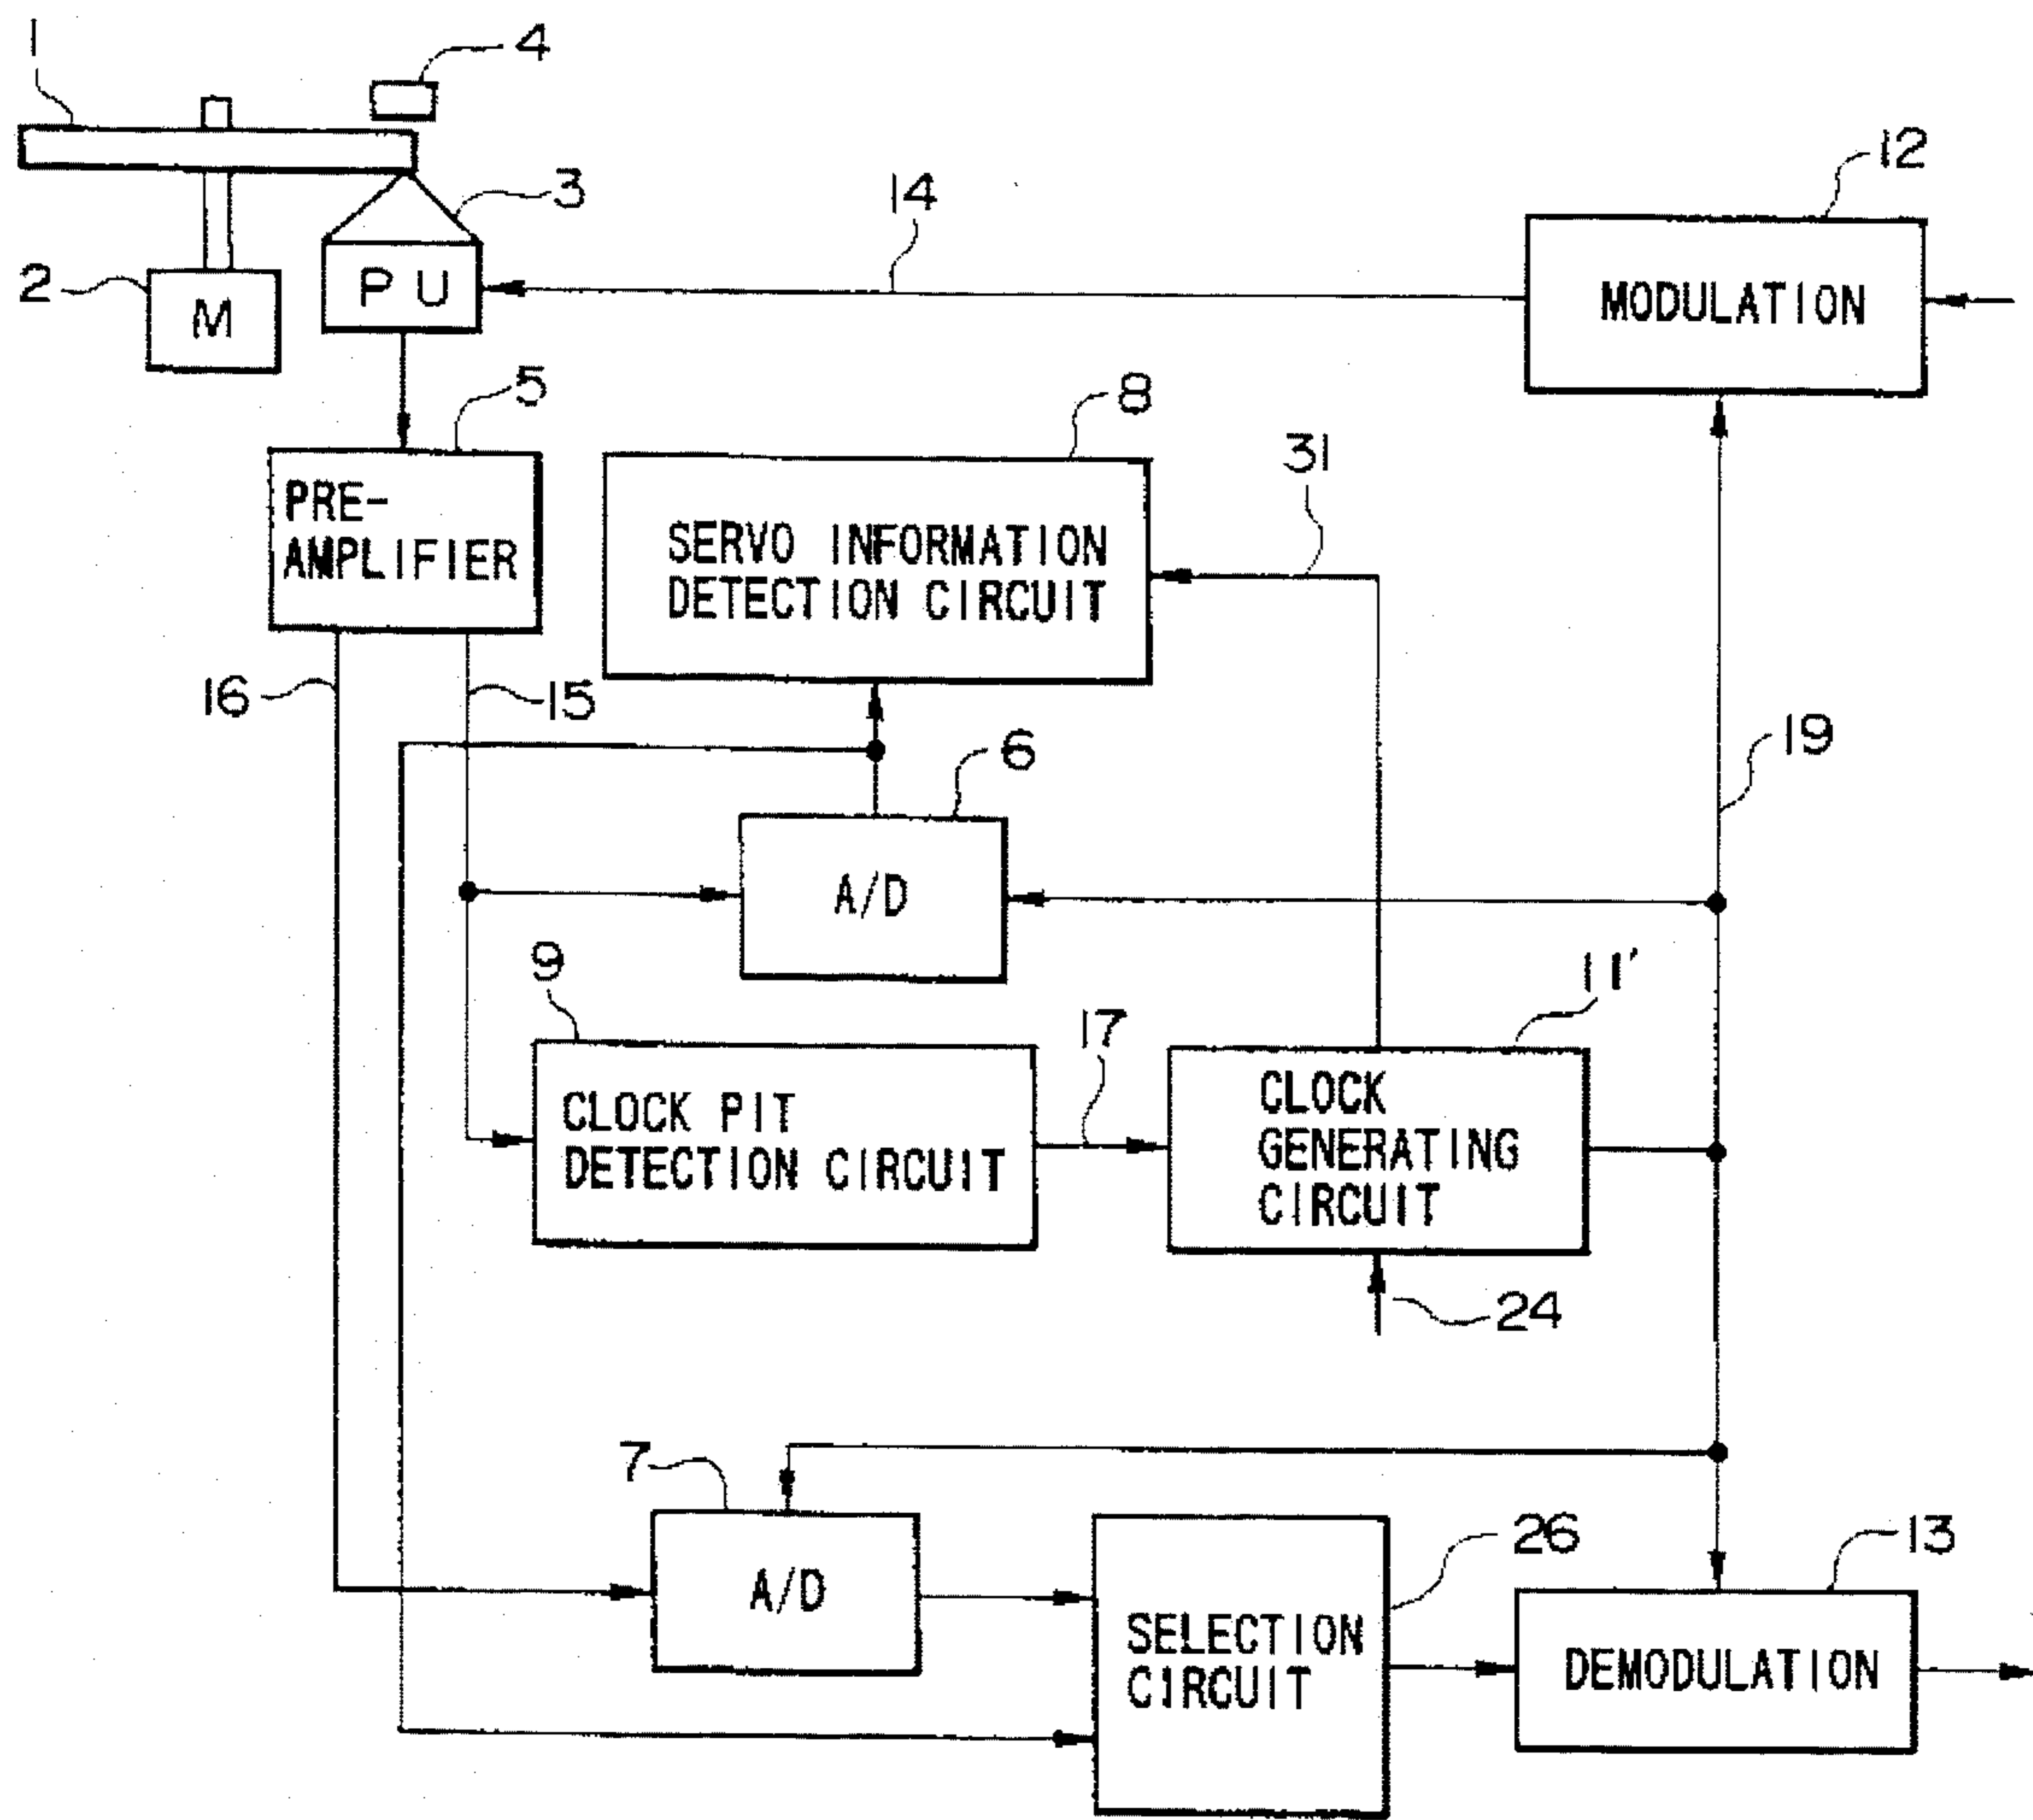 1
4
12
3
14
2
M
PU
MODULATION
5
8
31
PRE-
AMPLIFIER
SERVO INFORMATION
DETECTION CIRCUIT
16
15
6
19
A/D
9
17
11'
CLOCK PIT
DETECTION CIRCUIT
CLOCK
GENERATING
CIRCUIT
24
7
26
13
A/D
SELECTION
CIRCUIT
DEMODULATION